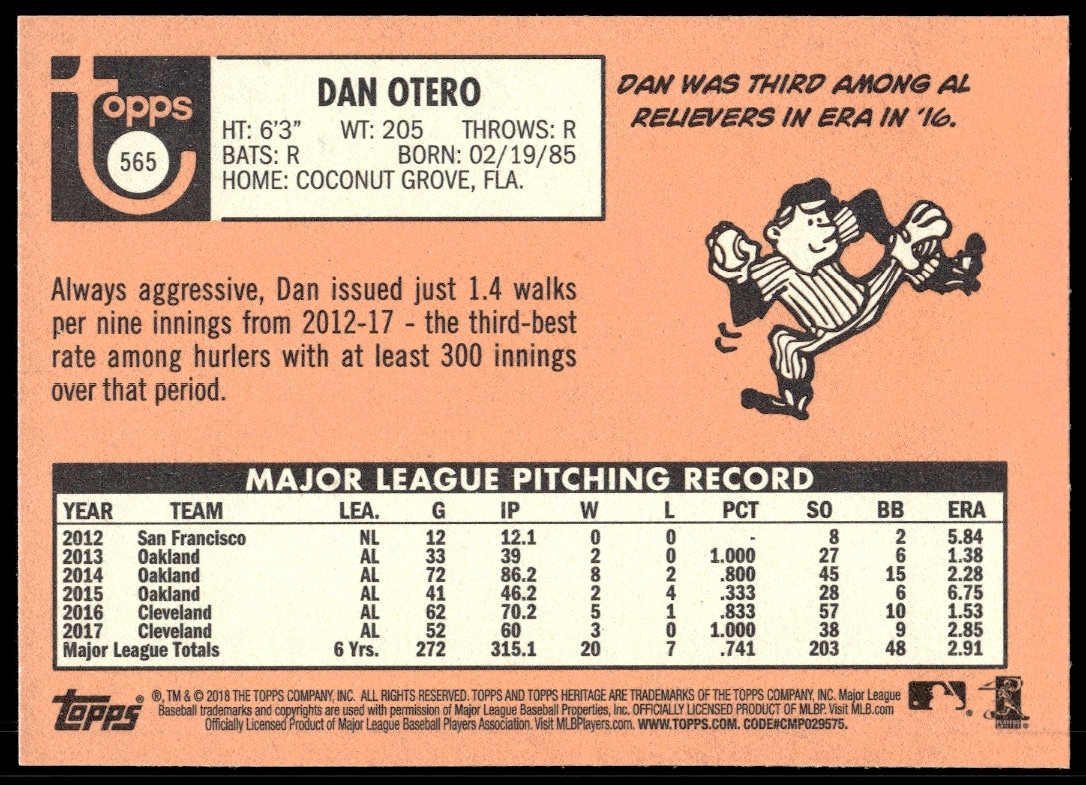 Topps
565
DAN OTERO
HT: 6'3" WT: 205 THROWS: R
BATS: R BORN: 02/19/85
HOME: COCONUT GROVE, FLA.
DAN WAS THIRD AMONG AL
RELIEVERS IN ERA IN '16.
Always aggressive, Dan issued just 1.4 walks
per nine innings from 2012-17 - the third-best
rate among hurlers with at least 300 innings
over that period.
MAJOR LEAGUE PITCHING RECORD
YEAR TEAM LEA. G IP W L PCT SO BB ERA
2012 San Francisco NL 12 12.1 0 0 - 8 2 5.84
2013 Oakland AL 33 39 2 0 1.000 27 6 1.38
2014 Oakland AL 72 86.2 8 2 .800 45 15 2.28
2015 Oakland AL 41 46.2 2 4 .333 28 6 6.75
2016 Cleveland AL 62 70.2 5 1 .833 57 10 1.53
2017 Cleveland AL 52 60 3 0 1.000 38 9 2.85
Major League Totals 6 Yrs. 272 315.1 20 7 .741 203 48 2.91
Topps®
®, TM & © 2018 THE TOPPS COMPANY, INC. ALL RIGHTS RESERVED. TOPPS AND TOPPS HERITAGE ARE TRADEMARKS OF THE TOPPS COMPANY, INC. Major League
Baseball trademarks and copyrights are used with permission of Major League Baseball Properties, Inc. OFFICIALLY LICENSED PRODUCT OF MLBP. Visit MLB.com
Officially Licensed Product of Major League Baseball Players Association. Visit MLBPlayers.com. WWW.TOPPS.COM. CODE#CMP029575.